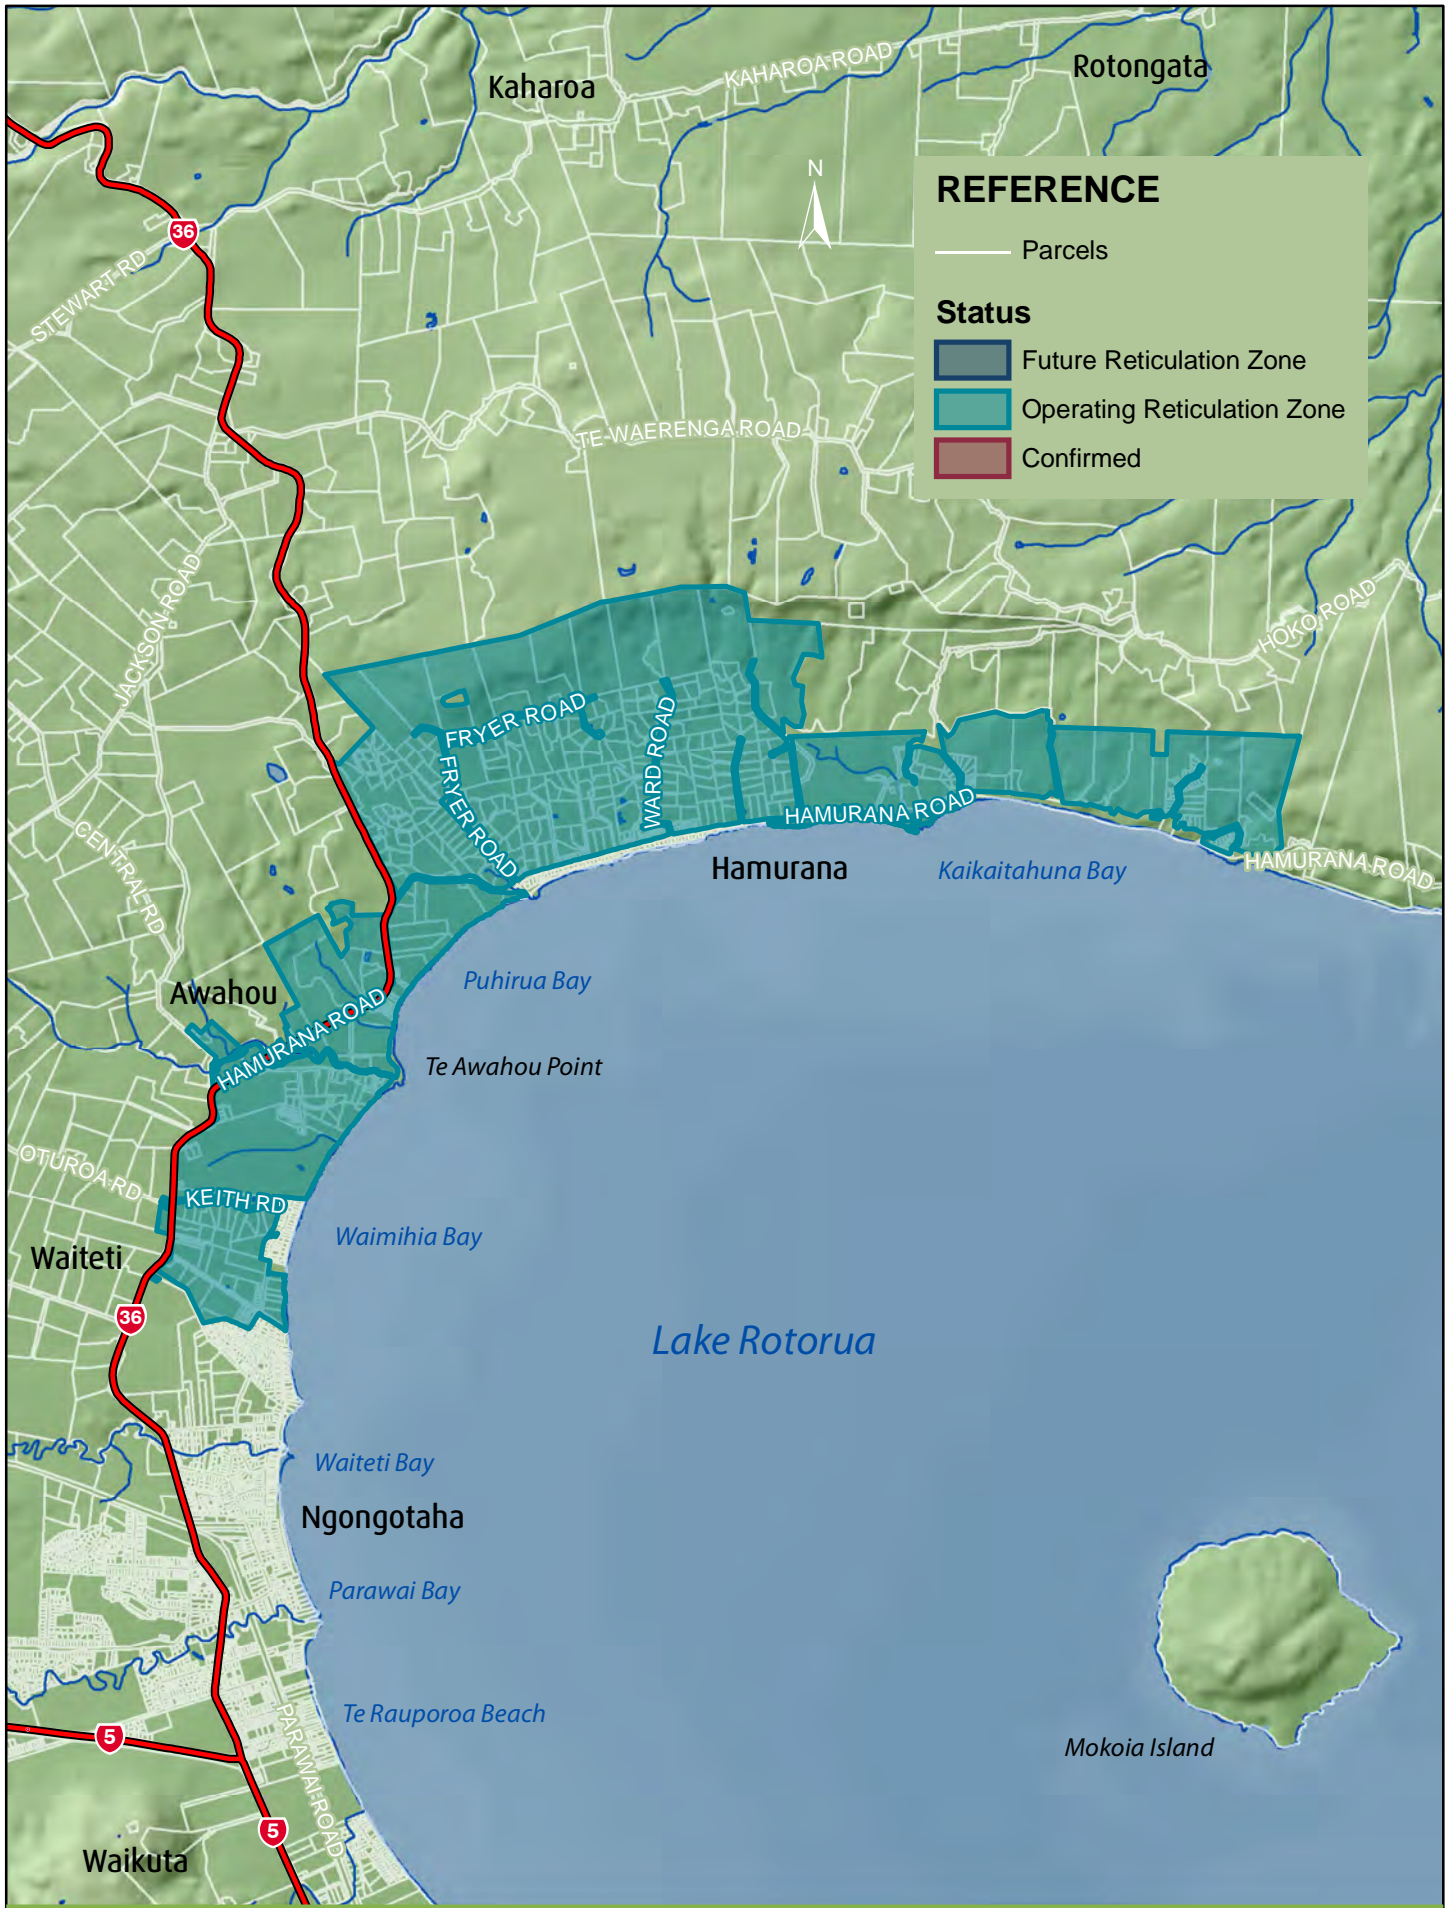 Kaharoa
KAHAROA ROAD
Rotongata
N
REFERENCE
Parcels
Status
Future Reticulation Zone
Operating Reticulation Zone
Confirmed
36
STEWART RD
TE WAERENGA ROAD
JACKSON ROAD
HOKO ROAD
FRYER ROAD
WARD ROAD
FRYER ROAD
HAMURANA ROAD
CENTRAL RD
Hamurana
Kaikaitahuna Bay
HAMURANA ROAD
Puhirua Bay
Awahou
HAMURANA ROAD
Te Awahou Point
OTUROA RD
KEITH RD
Waimihia Bay
Waiteti
36
Lake Rotorua
Waiteti Bay
Ngongotaha
Parawai Bay
Te Rauporoa Beach
5
PARAWAI ROAD
Mokoia Island
5
Waikuta